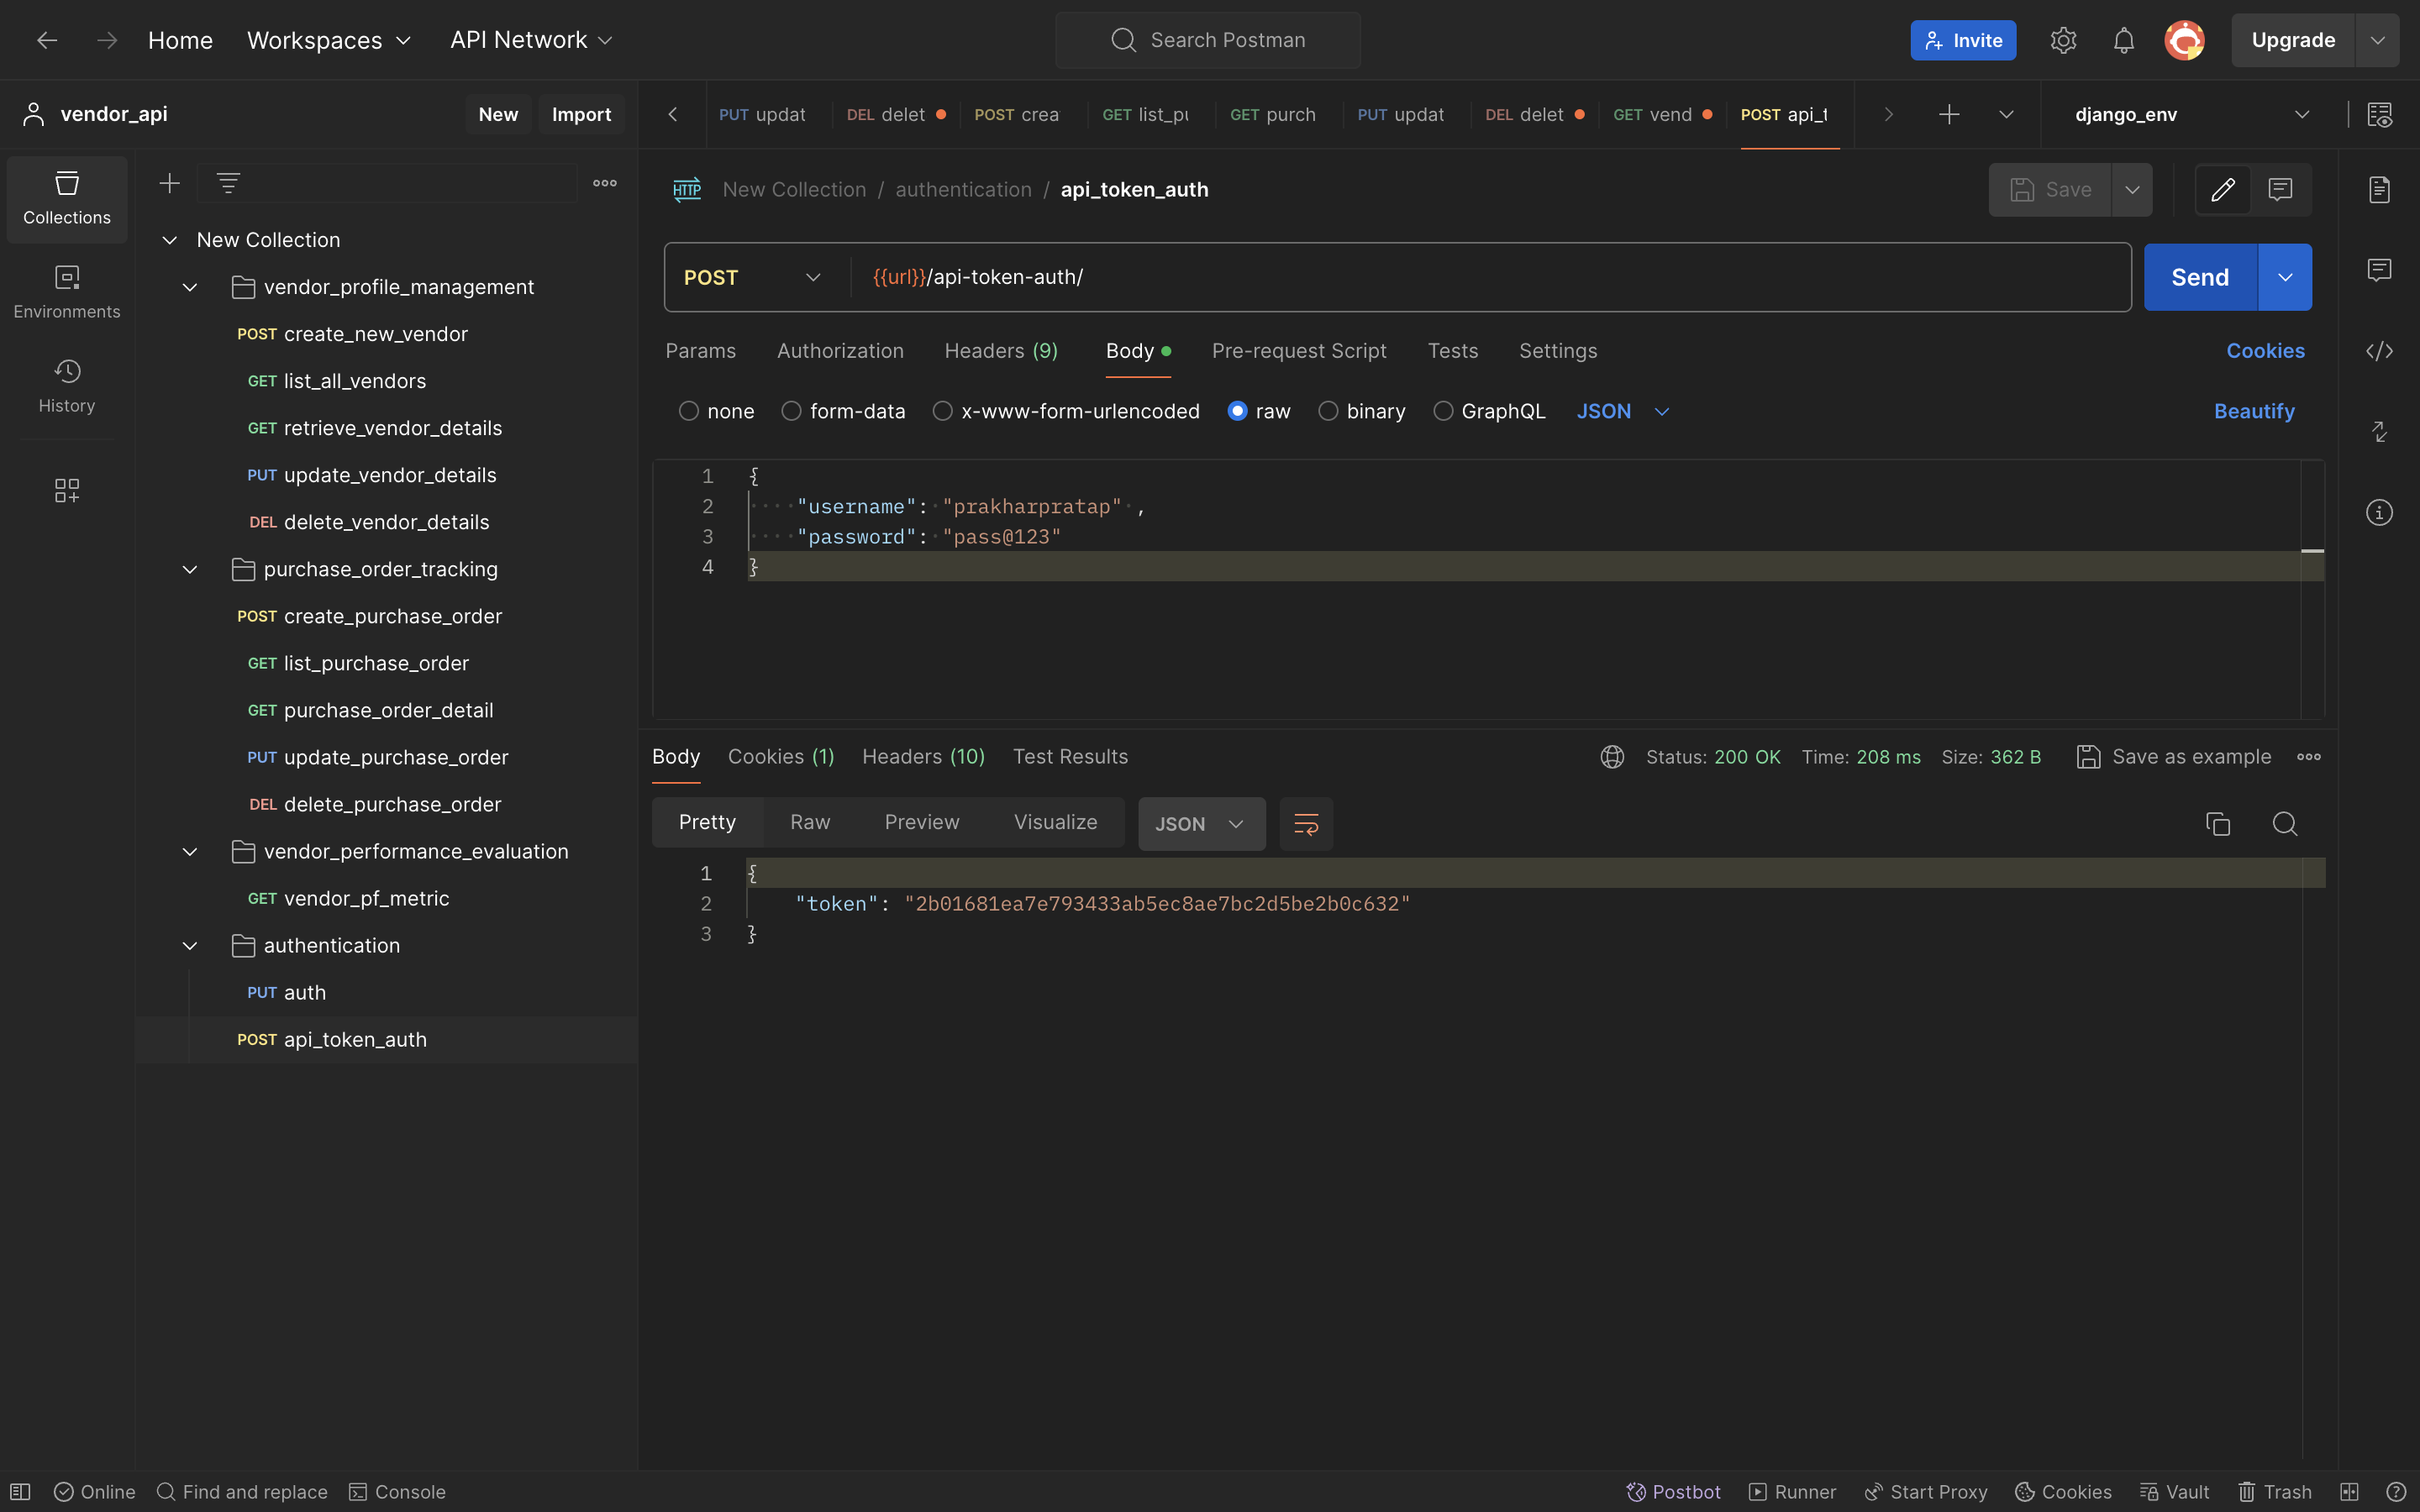 Home Workspaces API Network Search Postman Invite Upgrade
vendor_api New Import
PUT updat DEL delet POST crea GET list_pu GET purch PUT updat DEL delet GET vend POST api_t django_env
Collections
Environments
History
New Collection
vendor_profile_management
POST create_new_vendor
GET list_all_vendors
GET retrieve_vendor_details
PUT update_vendor_details
DEL delete_vendor_details
purchase_order_tracking
POST create_purchase_order
GET list_purchase_order
GET purchase_order_detail
PUT update_purchase_order
DEL delete_purchase_order
vendor_performance_evaluation
GET vendor_pf_metric
authentication
PUT auth
POST api_token_auth
HTTP New Collection / authentication / api_token_auth Save
POST {{url}}/api-token-auth/ Send
Params Authorization Headers (9) Body Pre-request Script Tests Settings Cookies
none form-data x-www-form-urlencoded raw binary GraphQL JSON Beautify
1 {
2 "username": "prakharpratap" ,
3 "password": "pass@123"
4 }
Body Cookies (1) Headers (10) Test Results Status: 200 OK Time: 208 ms Size: 362 B Save as example
Pretty Raw Preview Visualize JSON
1 {
2 "token": "2b01681ea7e793433ab5ec8ae7bc2d5be2b0c632"
3 }
Online Find and replace Console Postbot Runner Start Proxy Cookies Vault Trash